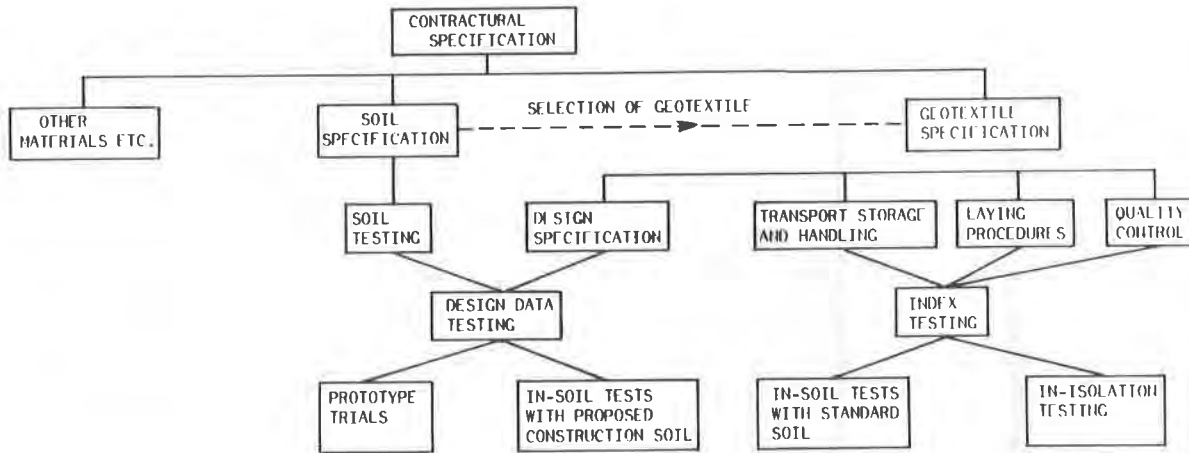 CONTRACTURAL
SPECIFICATION
OTHER
MATERIALS ETC.
SOIL
SPECIFICATION
SELECTION OF GEOTEXTILE
GEOTEXTILE
SPECIFICATION
SOIL
TESTING
DESIGN
SPECIFICATION
TRANSPORT STORAGE
AND HANDLING
LAYING
PROCEDURES
QUALITY
CONTROL
DESIGN DATA
TESTING
INDEX
TESTING
PROTOTYPE
TRIALS
IN-SOIL TESTS
WITH PROPOSED
CONSTRUCTION SOIL
IN-SOIL TESTS
WITH STANDARD
SOIL
IN-ISOLATION
TESTING